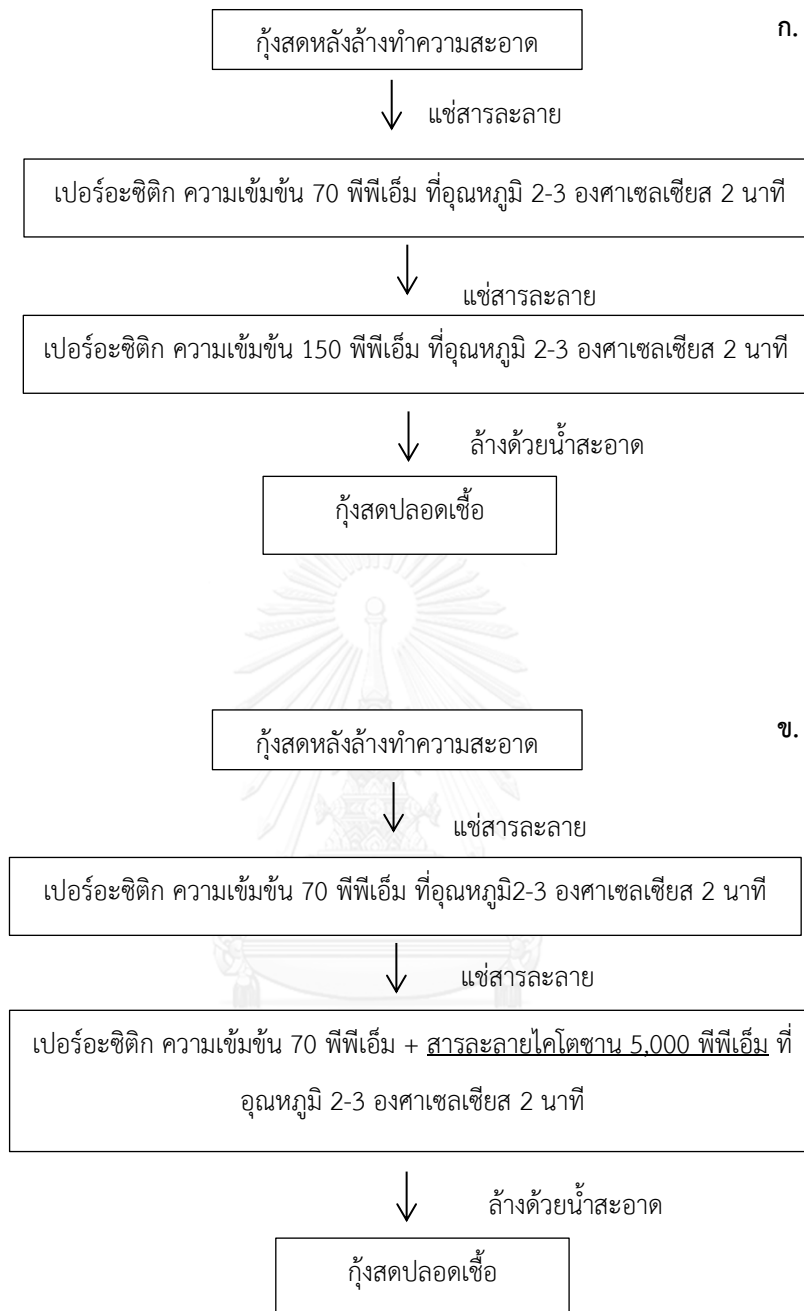 ก.
กุ้งสดหลังล้างทำความสะอาด
แช่สารละลาย
เปอร์อะซิติก ความเข้มข้น 70 พีพีเอ็ม ที่อุณหภูมิ 2-3 องศาเซลเซียส 2 นาที
แช่สารละลาย
เปอร์อะซิติก ความเข้มข้น 150 พีพีเอ็ม ที่อุณหภูมิ 2-3 องศาเซลเซียส 2 นาที
ล้างด้วยน้ำสะอาด
กุ้งสดปลอดเชื้อ
ข.
กุ้งสดหลังล้างทำความสะอาด
แช่สารละลาย
เปอร์อะซิติก ความเข้มข้น 70 พีพีเอ็ม ที่อุณหภูมิ2-3 องศาเซลเซียส 2 นาที
แช่สารละลาย
เปอร์อะซิติก ความเข้มข้น 70 พีพีเอ็ม + สารละลายไคโตซาน 5,000 พีพีเอ็ม ที่
อุณหภูมิ 2-3 องศาเซลเซียส 2 นาที
ล้างด้วยน้ำสะอาด
กุ้งสดปลอดเชื้อ